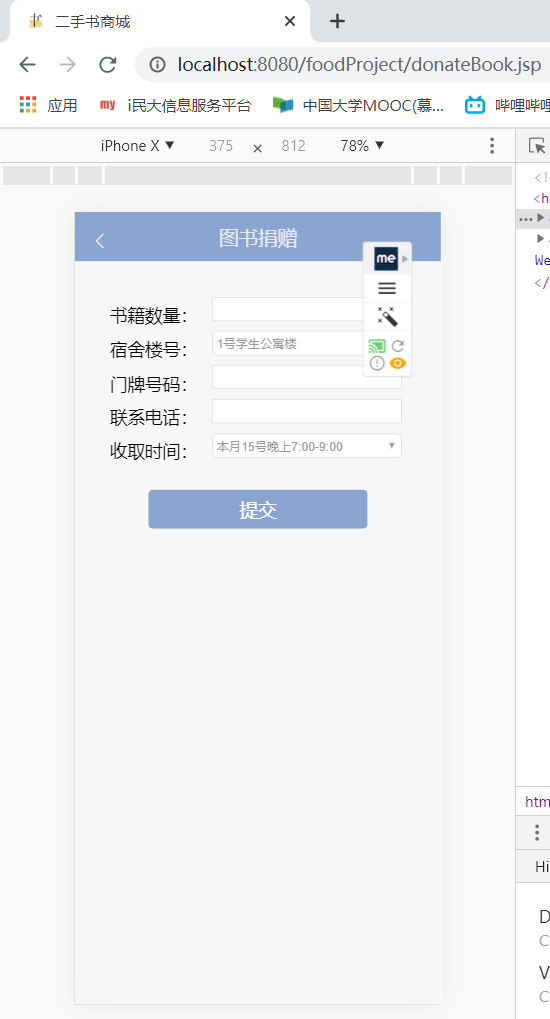 二手书商城
localhost:8080/foodProject/donateBook.jsp
应用 my i民大信息服务平台 中国大学MOOC(慕... 哔哩哔哩
iPhone X ▼ 375 × 812 78% ▼
<!
<h
We
</
图书捐赠
me
书籍数量：
宿舍楼号： 1号学生公寓楼
门牌号码：
联系电话：
收取时间： 本月15号晚上7:00-9:00
提交
htm
Hi
D
C
V
C